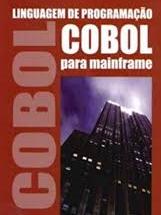 LINGUAGEM DE PROGRAMAÇÃO
COBOL
para mainframe
COBOL